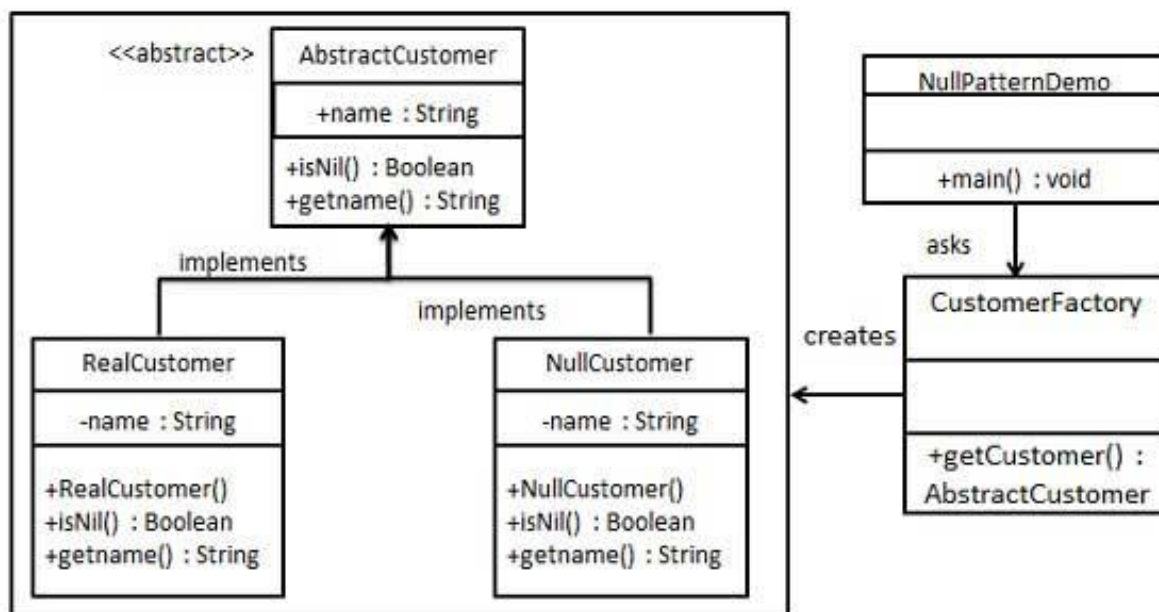 <<abstract>>
AbstractCustomer
+name : String
+isNil() : Boolean
+getname() : String
implements
implements
RealCustomer
-name : String
+RealCustomer()
+isNil() : Boolean
+getname() : String
NullCustomer
-name : String
+NullCustomer()
+isNil() : Boolean
+getname() : String
NullPatternDemo
+main() : void
asks
CustomerFactory
creates
+getCustomer() :
AbstractCustomer